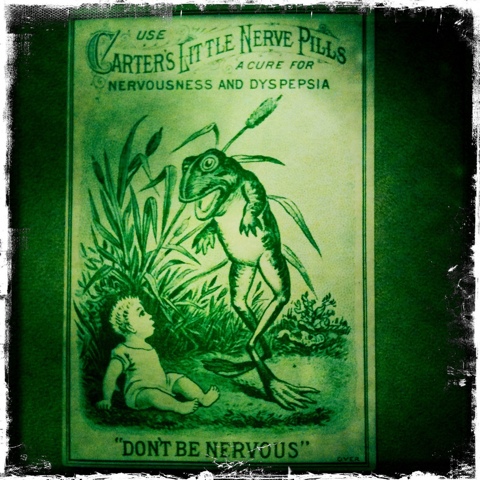 USE
CARTER'S LITTLE NERVE PILLS
A CURE FOR
NERVOUSNESS AND DYSPEPSIA
"DON'T BE NERVOUS"